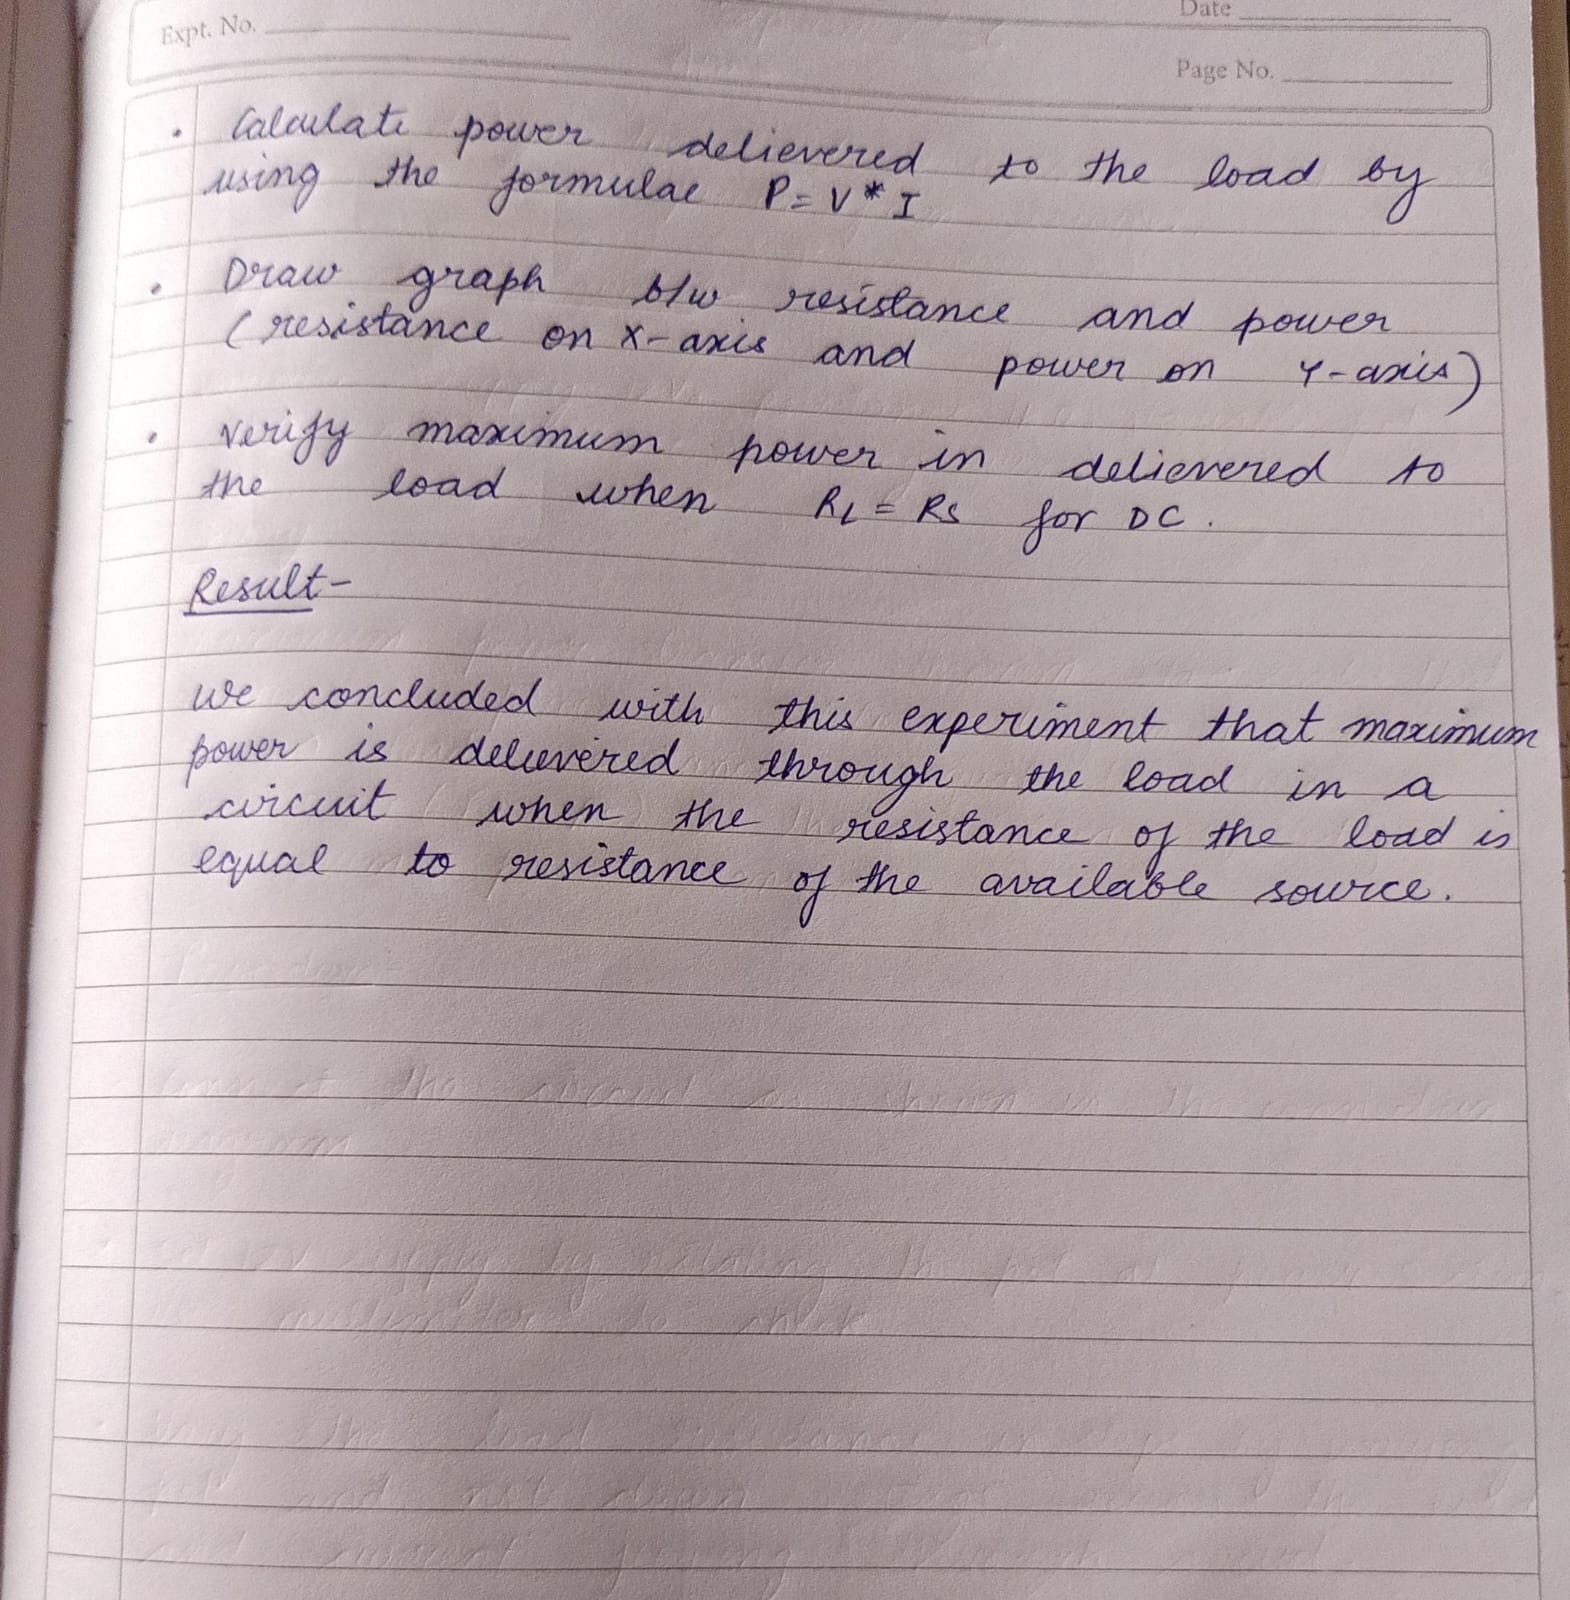 Date
Expt. No.
Page No.
• Calculate power delievered to the load by
using the formulae P = V * I
• Draw graph b/w resistance and power
(resistance on X-axis and power on Y-axis)
• Verify maximum power in delievered to
the load when RL = RS for DC.
Result-
We concluded with this experiment that maximum
power is delievered through the load in a
circuit when the resistance of the load is
equal to resistance of the available source.